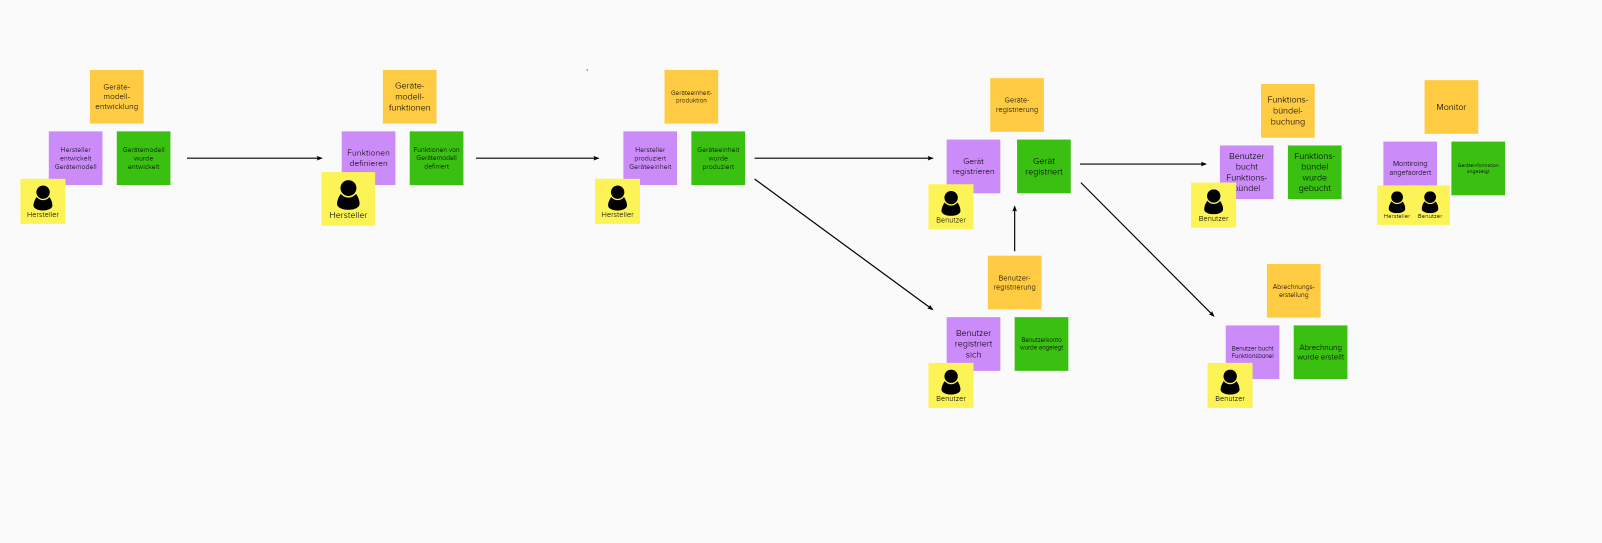 Geräte-
modell-
entwicklung
Hersteller
entwickelt
Gerätemodell
Gerätemodell
wurde
entwickelt
Hersteller
Geräte-
modell-
funktionen
Funktionen
definieren
Funktionen von
Gerätemodell
definiert
Hersteller
Geräteeinheit-
produktion
Hersteller
produziert
Geräteeinheit
Geräteeinheit
wurde
produziert
Hersteller
Geräte-
registrierung
Gerät
registrieren
Gerät
registriert
Benutzer
Benutzer-
registrierung
Benutzer
registriert
sich
Benutzerkonto
wurde angelegt
Benutzer
Funktions-
bündel-
buchung
Benutzer
bucht
Funktions-
bündel
Funktions-
bündel
wurde
gebucht
Benutzer
Abrechnungs-
erstellung
Benutzer bucht
Funktionsbünel
Abrechnung
wurde erstellt
Benutzer
Monitor
Montiroing
angefaordert
Geräteinformation
angezeigt
Hersteller
Benutzer